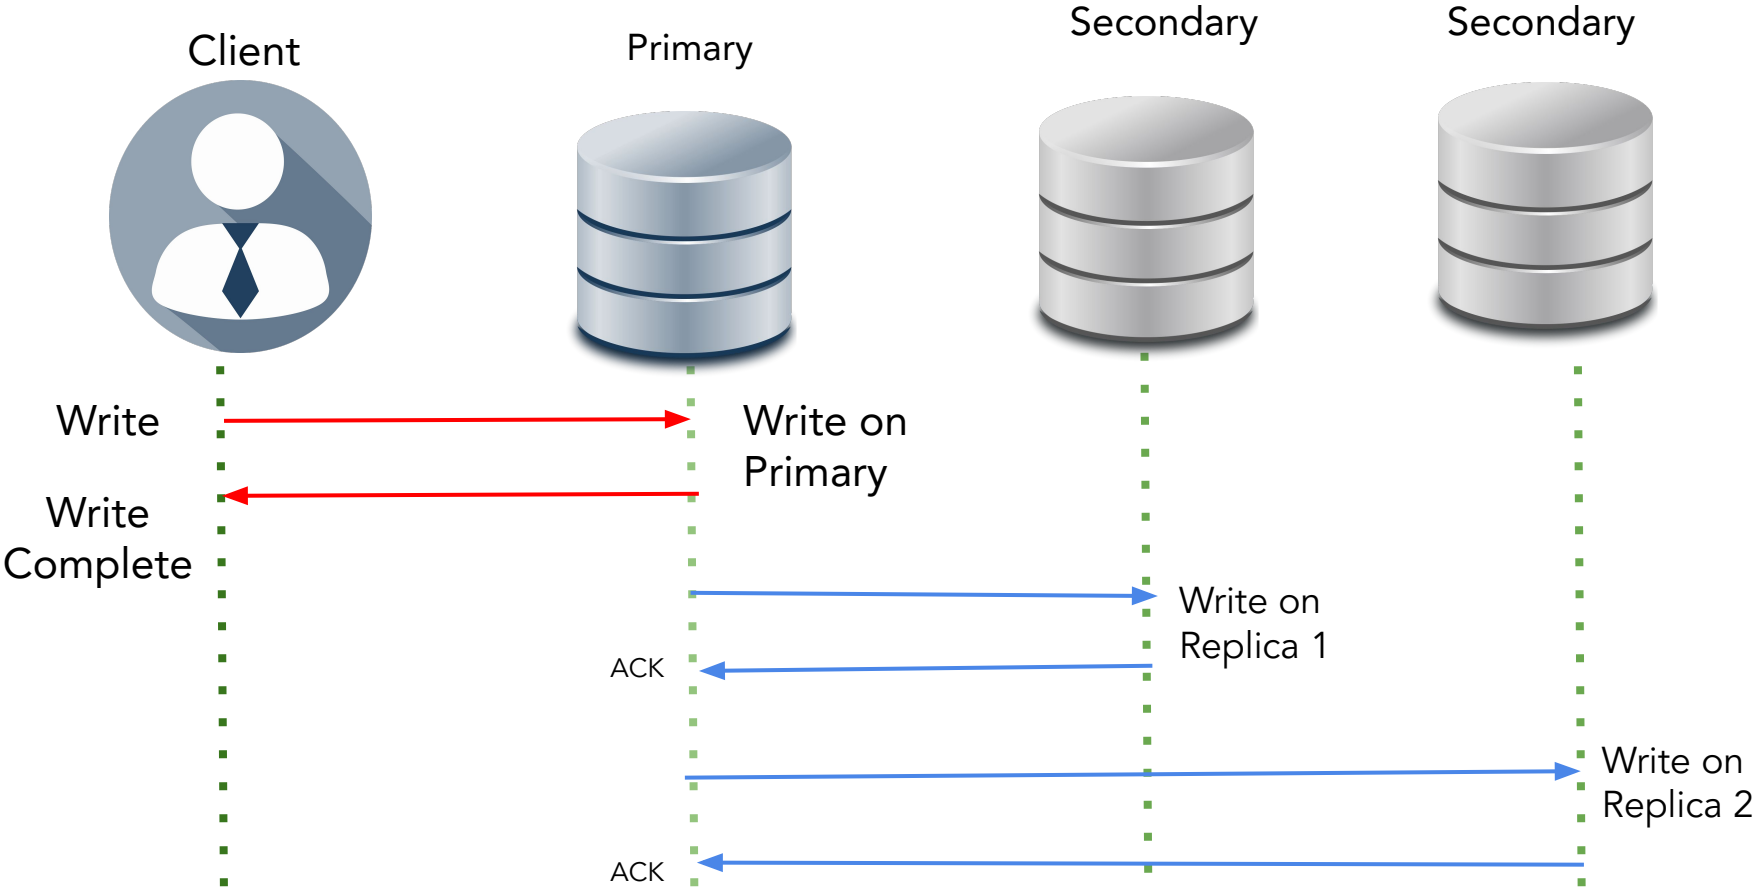 Client
Primary
Secondary
Secondary
Write
Write on
Primary
Write
Complete
Write on
Replica 1
ACK
Write on
Replica 2
ACK